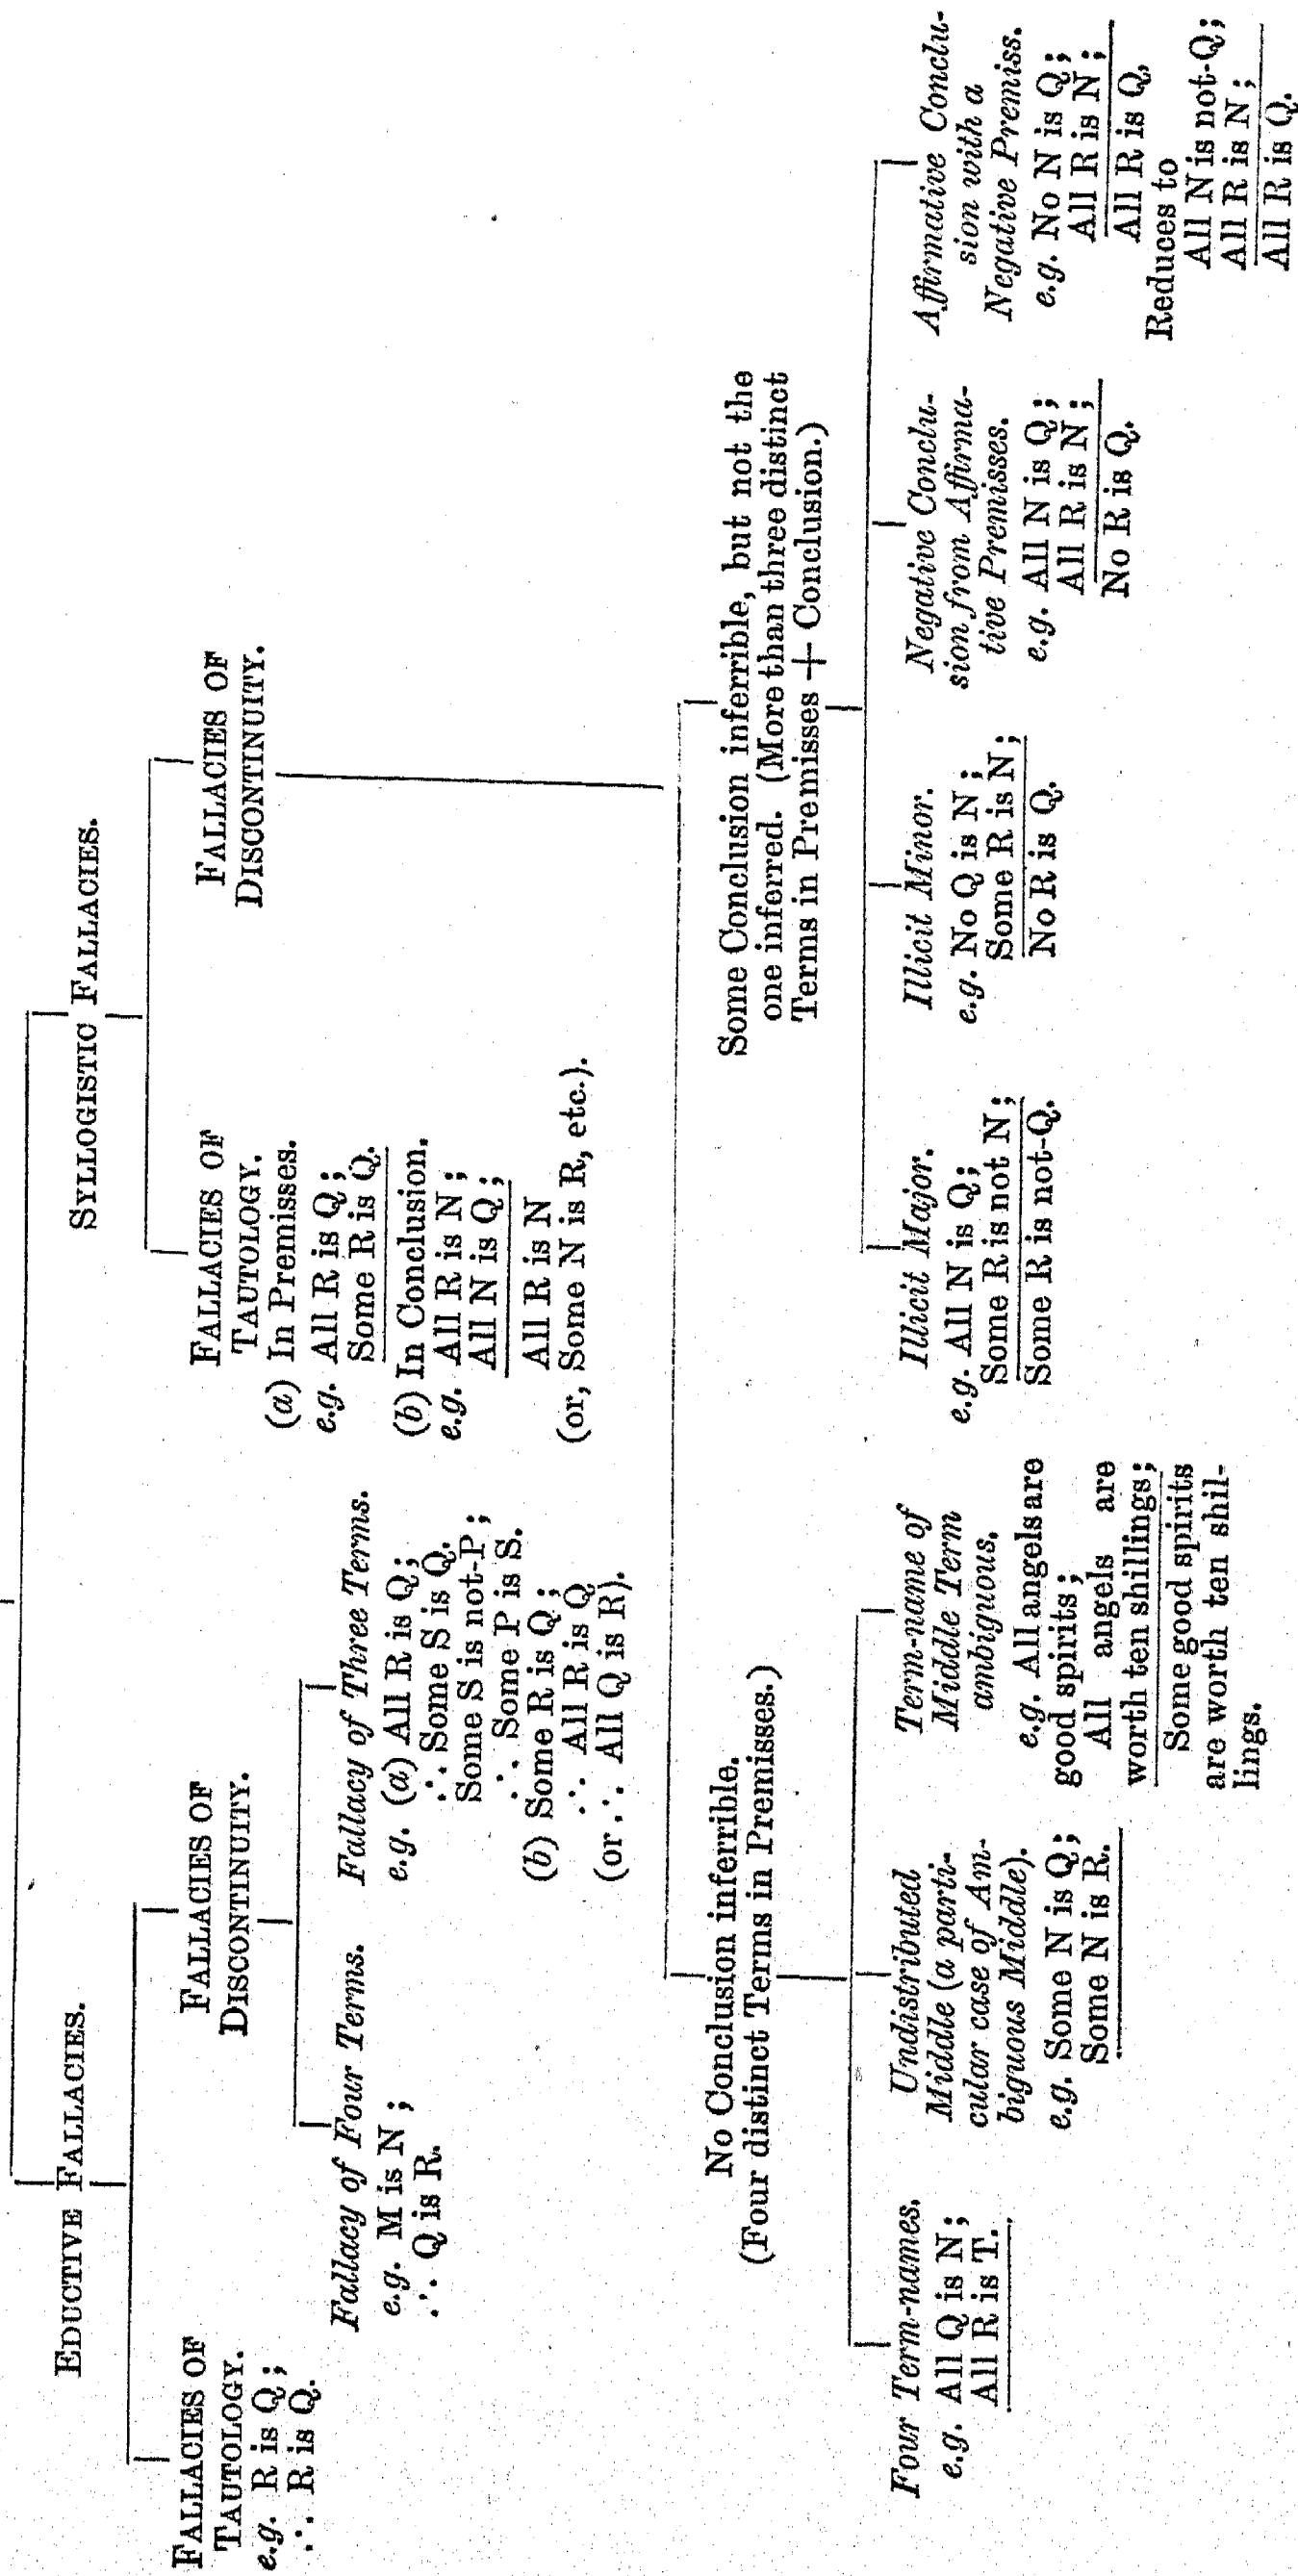 EDUCTIVE FALLACIES.
SYLLOGISTIC FALLACIES.
FALLACIES OF
TAUTOLOGY.
e.g. R is Q;
∴ R is Q.
FALLACIES OF
DISCONTINUITY.
Fallacy of Four Terms.
e.g. M is N;
∴ Q is R.
Fallacy of Three Terms.
e.g. (a) All R is Q;
∴ Some S is Q.
Some S is not-P;
∴ Some P is S.
(b) Some R is Q;
∴ All R is Q
(or ∴ All Q is R).
FALLACIES OF
TAUTOLOGY.
(a) In Premisses.
e.g. All R is Q;
Some R is Q.
(b) In Conclusion.
e.g. All R is N;
All N is Q;
All R is N
(or, Some N is R, etc.).
FALLACIES OF
DISCONTINUITY.
No Conclusion inferrible.
(Four distinct Terms in Premisses.)
Four Term-names.
e.g. All Q is N;
All R is T.
Undistributed
Middle (a parti-
cular case of Am-
biguous Middle).
e.g. Some N is Q;
Some N is R.
Term-name of
Middle Term
ambiguous.
e.g. All angels are
good spirits;
All angels are
worth ten shillings;
Some good spirits
are worth ten shil-
lings.
Some Conclusion inferrible, but not the
one inferred. (More than three distinct
Terms in Premisses + Conclusion.)
Illicit Major.
e.g. All N is Q;
Some R is not N;
Some R is not-Q.
Illicit Minor.
e.g. No Q is N;
Some R is N;
No R is Q.
Negative Conclu-
sion from Affirma-
tive Premisses.
e.g. All N is Q;
All R is N;
No R is Q.
Affirmative Conclu-
sion with a
Negative Premiss.
e.g. No N is Q;
All R is N;
All R is Q,
Reduces to
All N is not-Q;
All R is N;
All R is Q.